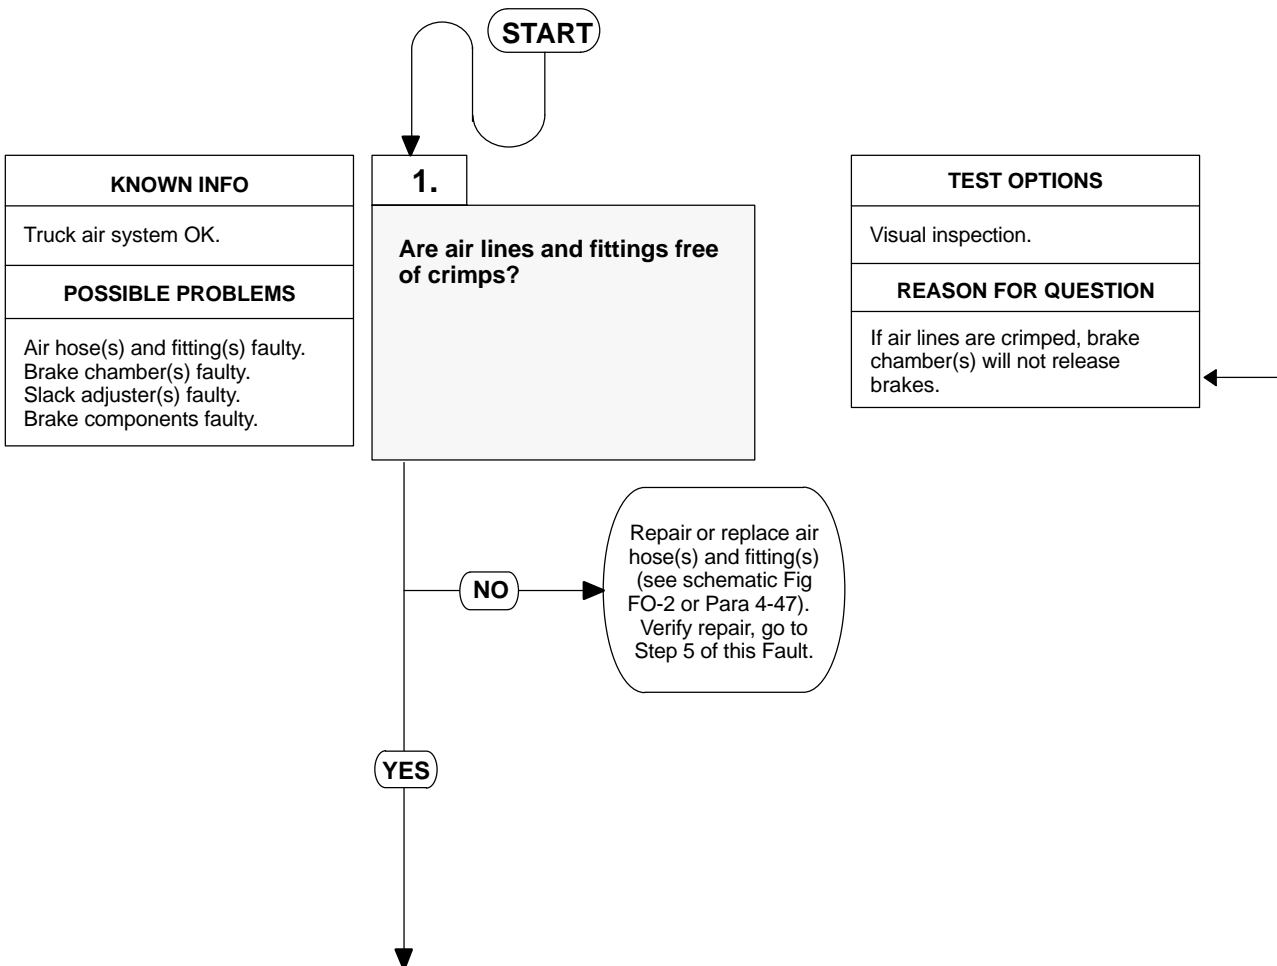 START
KNOWN INFO
Truck air system OK.
POSSIBLE PROBLEMS
Air hose(s) and fitting(s) faulty.
Brake chamber(s) faulty.
Slack adjuster(s) faulty.
Brake components faulty.
1.
Are air lines and fittings free
of crimps?
TEST OPTIONS
Visual inspection.
REASON FOR QUESTION
If air lines are crimped, brake
chamber(s) will not release
brakes.
NO
Repair or replace air
hose(s) and fitting(s)
(see schematic Fig
FO-2 or Para 4-47).
Verify repair, go to
Step 5 of this Fault.
YES